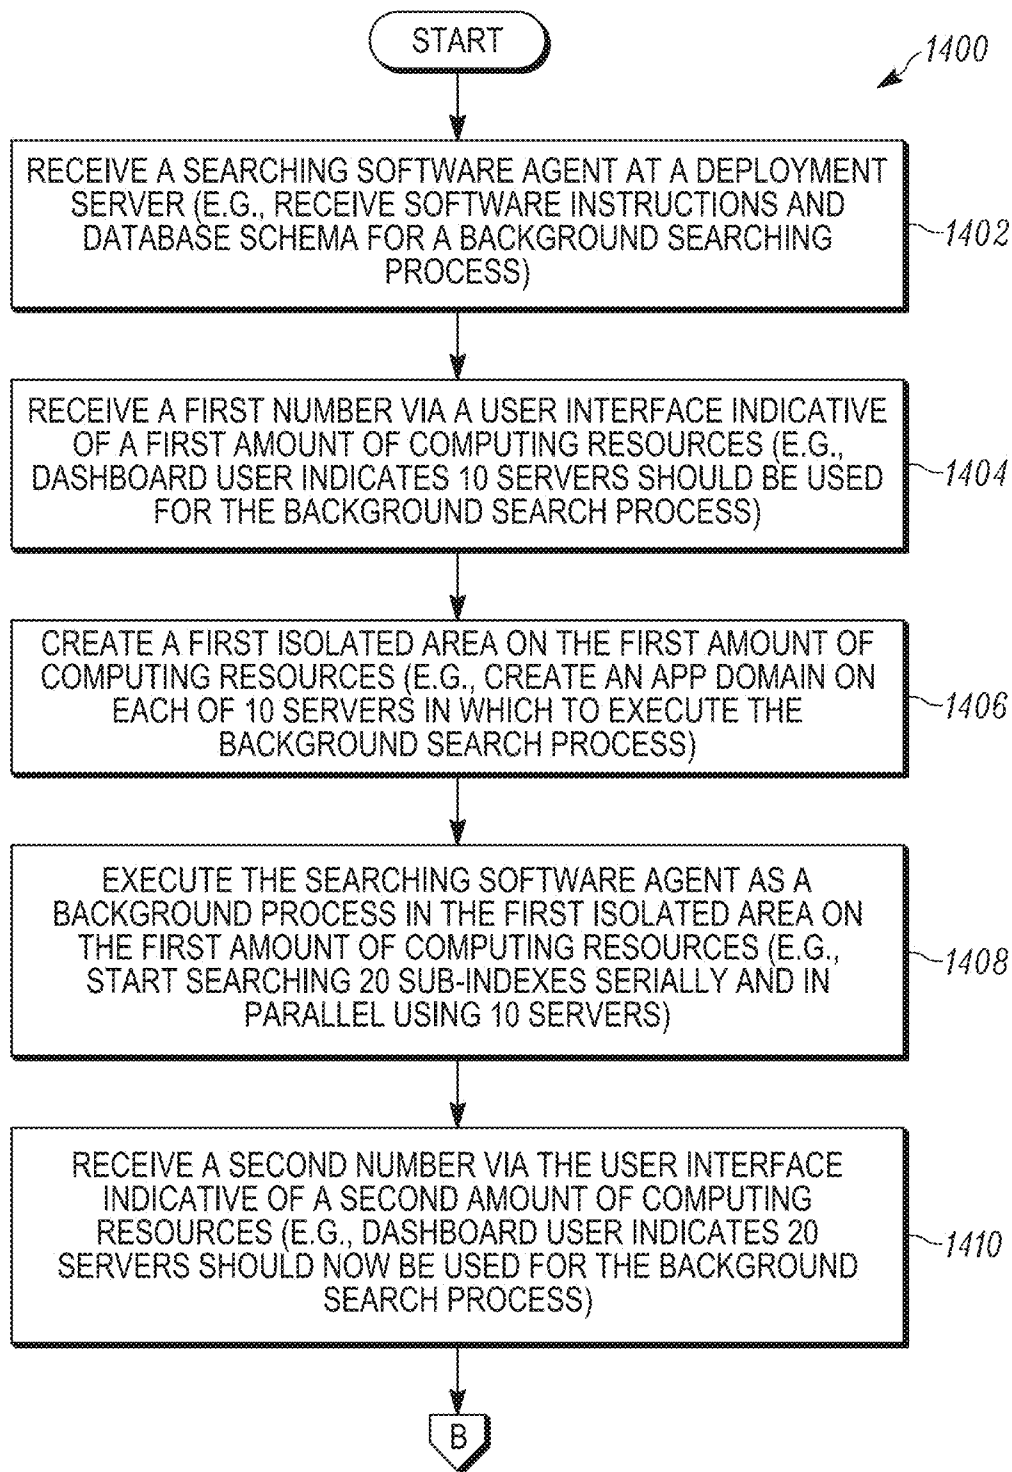 START
1400
RECEIVE A SEARCHING SOFTWARE AGENT AT A DEPLOYMENT
SERVER (E.G., RECEIVE SOFTWARE INSTRUCTIONS AND
DATABASE SCHEMA FOR A BACKGROUND SEARCHING
PROCESS)
1402
RECEIVE A FIRST NUMBER VIA A USER INTERFACE INDICATIVE
OF A FIRST AMOUNT OF COMPUTING RESOURCES (E.G.,
DASHBOARD USER INDICATES 10 SERVERS SHOULD BE USED
FOR THE BACKGROUND SEARCH PROCESS)
1404
CREATE A FIRST ISOLATED AREA ON THE FIRST AMOUNT OF
COMPUTING RESOURCES (E.G., CREATE AN APP DOMAIN ON
EACH OF 10 SERVERS IN WHICH TO EXECUTE THE
BACKGROUND SEARCH PROCESS)
1406
EXECUTE THE SEARCHING SOFTWARE AGENT AS A
BACKGROUND PROCESS IN THE FIRST ISOLATED AREA ON
THE FIRST AMOUNT OF COMPUTING RESOURCES (E.G.,
START SEARCHING 20 SUB-INDEXES SERIALLY AND IN
PARALLEL USING 10 SERVERS)
1408
RECEIVE A SECOND NUMBER VIA THE USER INTERFACE
INDICATIVE OF A SECOND AMOUNT OF COMPUTING
RESOURCES (E.G., DASHBOARD USER INDICATES 20
SERVERS SHOULD NOW BE USED FOR THE BACKGROUND
SEARCH PROCESS)
1410
B